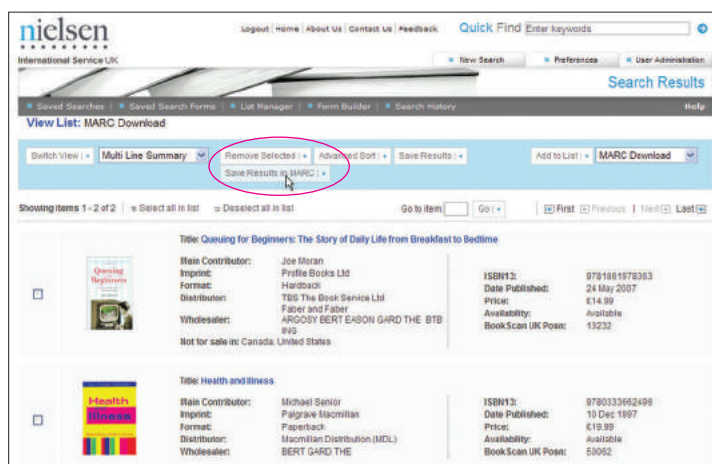 nielsen
Logout | Home | About Us | Contact Us | Feedback
Quick Find Enter keywords
International Service UK
New Search Preferences User Administration
Search Results
Saved Searches | Saved Search Forms | List Manager | Form Builder | Search History Help
View List: MARC Download
Switch View | Multi Line Summary Remove Selected | Advanced Sort | Save Results | Add to List | MARC Download
Save Results in MARC |
Showing items 1 - 2 of 2 Select all in list Deselect all in list Go to item: Go | First Previous | Next Last
Title: Queuing for Beginners: The Story of Daily Life from Breakfast to Bedtime
Queuing for Beginners
Main Contributor: Joe Moran
Imprint: Profile Books Ltd
Format: Hardback
Distributor: TBS The Book Service Ltd
Faber and Faber
Wholesaler: ARGOSY BERT EASON GARD THE BTB
ING
Not for sale in: Canada, United States
ISBN13: 9781861978363
Date Published: 24 May 2007
Price: £14.99
Availability: Available
BookScan UK Posn: 13232
Title: Health and Illness
Health
Illness
Main Contributor: Michael Senior
Imprint: Palgrave Macmillan
Format: Paperback
Distributor: Macmillan Distribution (MDL)
Wholesaler: BERT GARD THE
ISBN13: 9780333662496
Date Published: 10 Dec 1997
Price: £19.99
Availability: Available
BookScan UK Posn: 50062